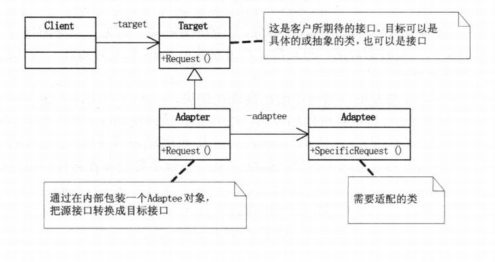 Client
-target
Target
+Request()
这是客户所期待的接口。目标可以是
具体的或抽象的类，也可以是接口
Adapter
+Request()
-adaptee
Adaptee
+SpecificRequest ()
通过在内部包装一个Adaptee对象，
把源接口转换成目标接口
需要适配的类